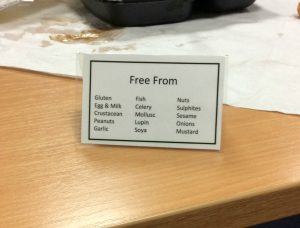 Free From
Gluten
Egg & Milk
Crustacean
Peanuts
Garlic
Fish
Celery
Mollusc
Lupin
Soya
Nuts
Sulphites
Sesame
Onions
Mustard